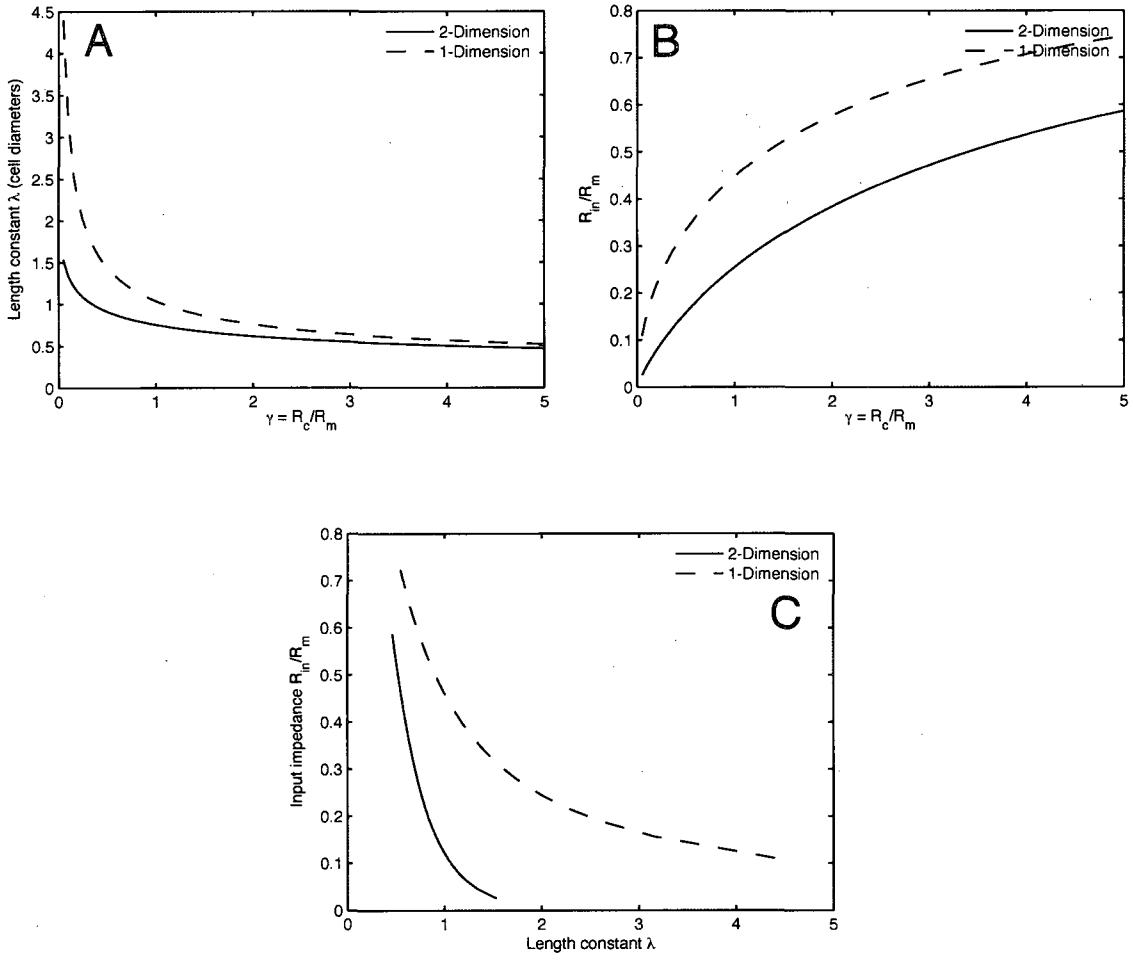 A
2-Dimension
1-Dimension
4.5
4
3.5
3
2.5
2
1.5
1
0.5
0
Length constant λ (cell diameters)
0 1 2 3 4 5
γ = R_c/R_m
B
2-Dimension
1-Dimension
0.8
0.7
0.6
0.5
0.4
0.3
0.2
0.1
0
R_in/R_m
0 1 2 3 4 5
γ = R_c/R_m
C
2-Dimension
1-Dimension
0.8
0.7
0.6
0.5
0.4
0.3
0.2
0.1
0
Input impedance R_in/R_m
0 1 2 3 4 5
Length constant λ